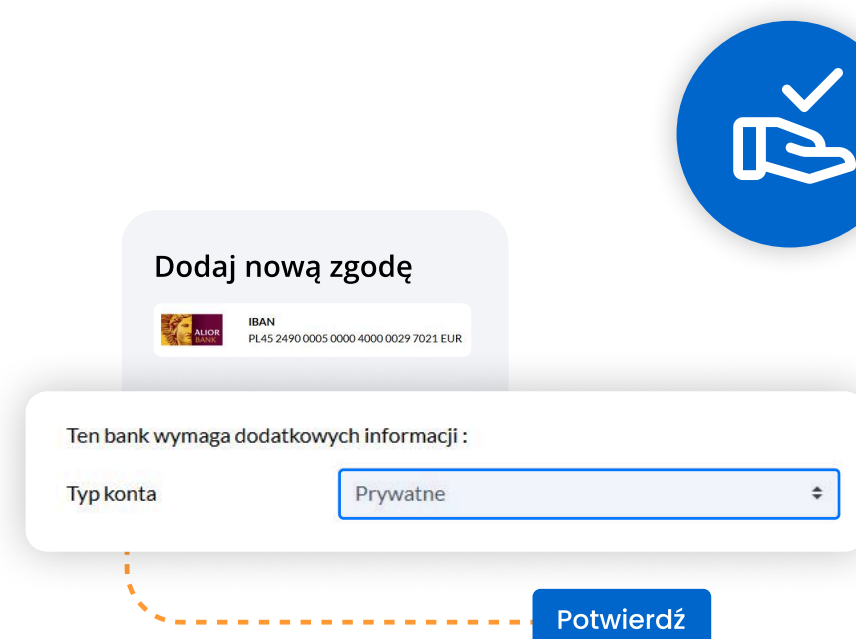 Dodaj nową zgodę
ALIOR
BANK
IBAN
PL45 2490 0005 0000 4000 0029 7021 EUR
Ten bank wymaga dodatkowych informacji :
Typ konta
Prywatne
Potwierdź